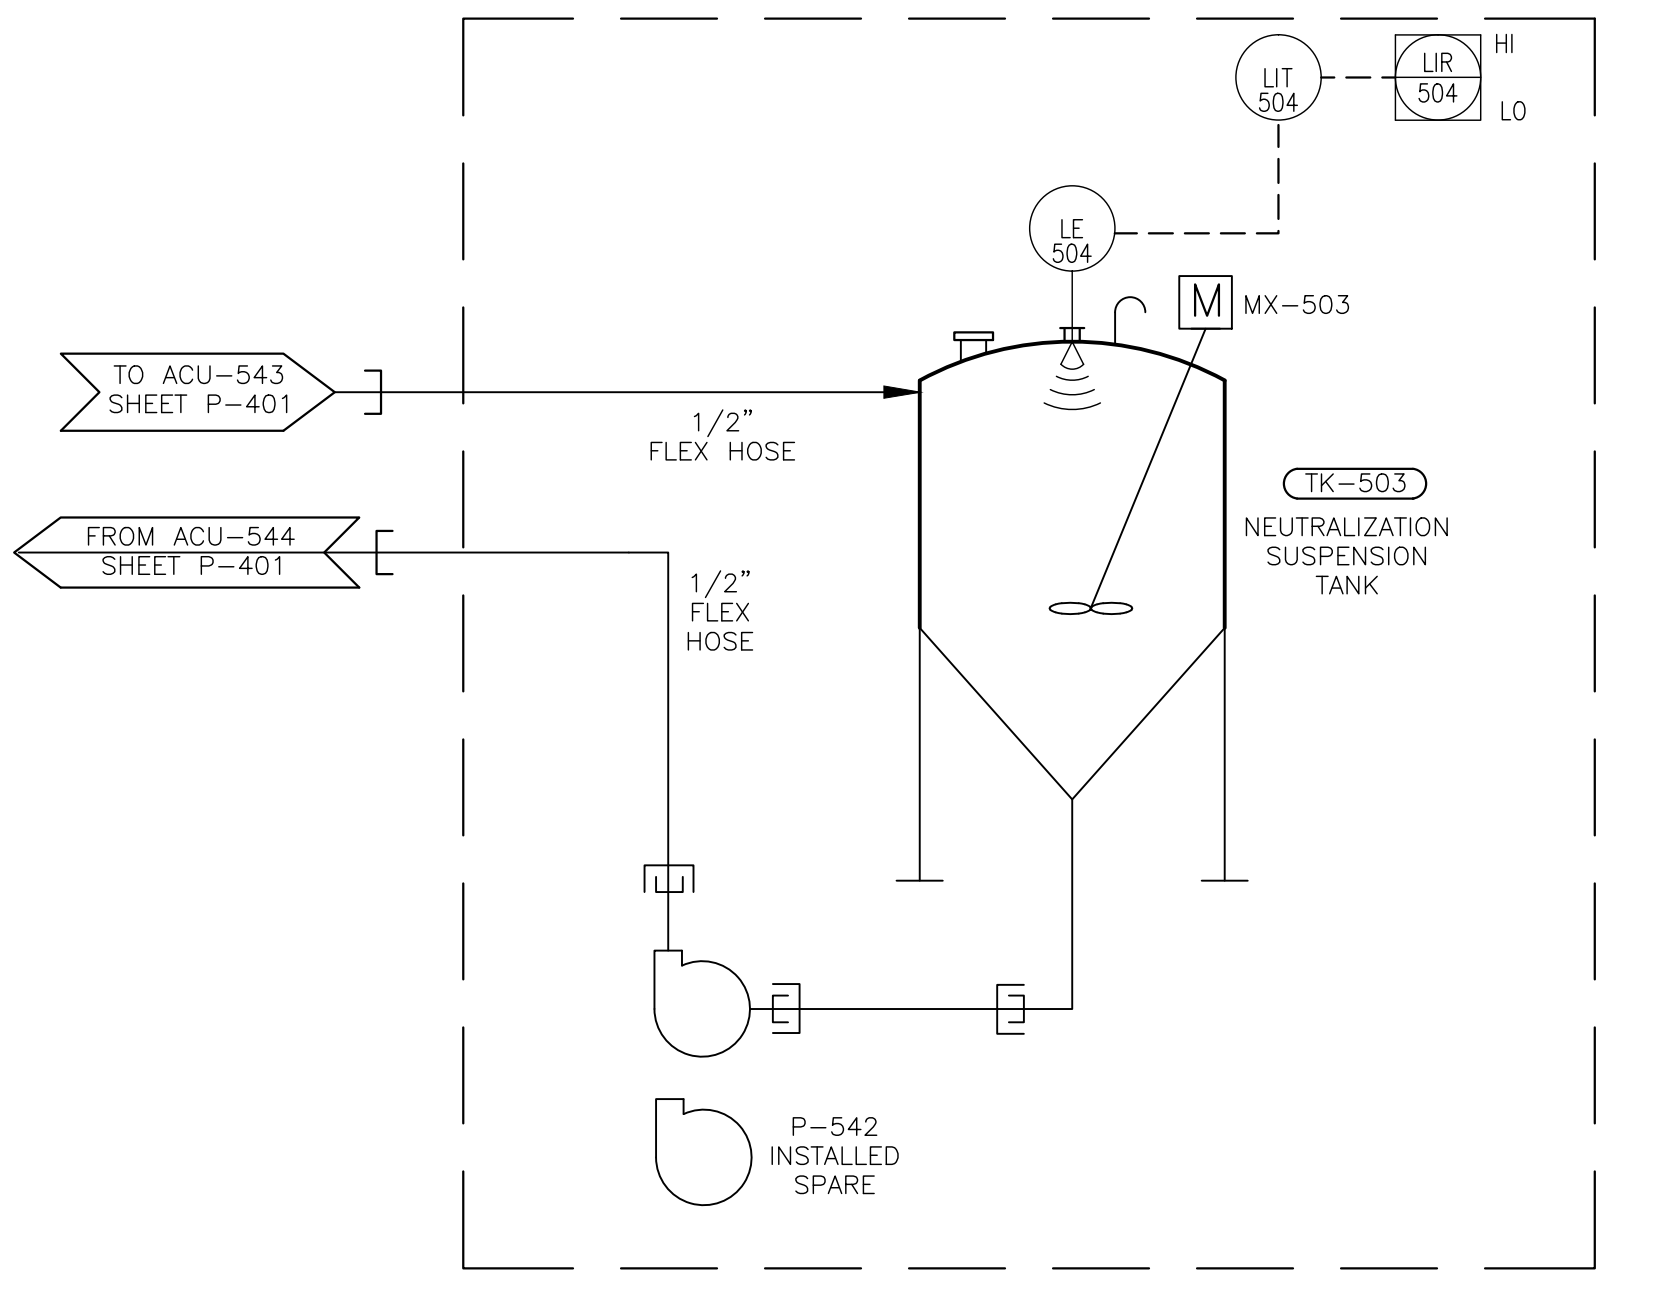 LIT
504
LIR
504
HI
LO
LE
504
M
MX-503
TO ACU-543
SHEET P-401
1/2"
FLEX HOSE
TK-503
NEUTRALIZATION
SUSPENSION
TANK
FROM ACU-544
SHEET P-401
1/2"
FLEX
HOSE
P-542
INSTALLED
SPARE